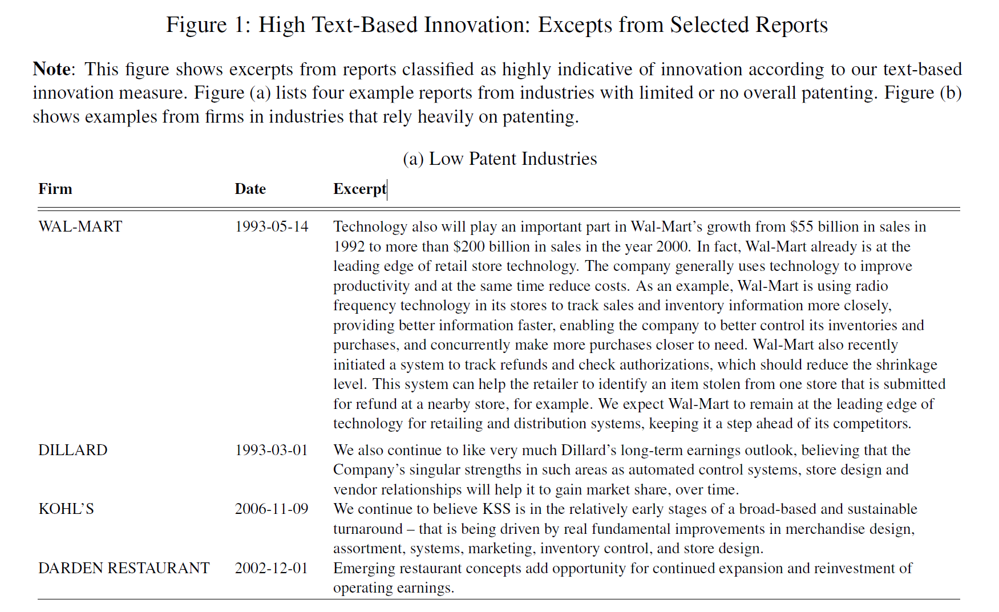 Figure 1: High Text-Based Innovation: Excepts from Selected Reports
Note: This figure shows excerpts from reports classified as highly indicative of innovation according to our text-based
innovation measure. Figure (a) lists four example reports from industries with limited or no overall patenting. Figure (b)
shows examples from firms in industries that rely heavily on patenting.
(a) Low Patent Industries
Firm Date Excerpt
WAL-MART 1993-05-14 Technology also will play an important part in Wal-Mart’s growth from $55 billion in sales in
1992 to more than $200 billion in sales in the year 2000. In fact, Wal-Mart already is at the
leading edge of retail store technology. The company generally uses technology to improve
productivity and at the same time reduce costs. As an example, Wal-Mart is using radio
frequency technology in its stores to track sales and inventory information more closely,
providing better information faster, enabling the company to better control its inventories and
purchases, and concurrently make more purchases closer to need. Wal-Mart also recently
initiated a system to track refunds and check authorizations, which should reduce the shrinkage
level. This system can help the retailer to identify an item stolen from one store that is submitted
for refund at a nearby store, for example. We expect Wal-Mart to remain at the leading edge of
technology for retailing and distribution systems, keeping it a step ahead of its competitors.
DILLARD 1993-03-01 We also continue to like very much Dillard’s long-term earnings outlook, believing that the
Company’s singular strengths in such areas as automated control systems, store design and
vendor relationships will help it to gain market share, over time.
KOHL’S 2006-11-09 We continue to believe KSS is in the relatively early stages of a broad-based and sustainable
turnaround – that is being driven by real fundamental improvements in merchandise design,
assortment, systems, marketing, inventory control, and store design.
DARDEN RESTAURANT 2002-12-01 Emerging restaurant concepts add opportunity for continued expansion and reinvestment of
operating earnings.